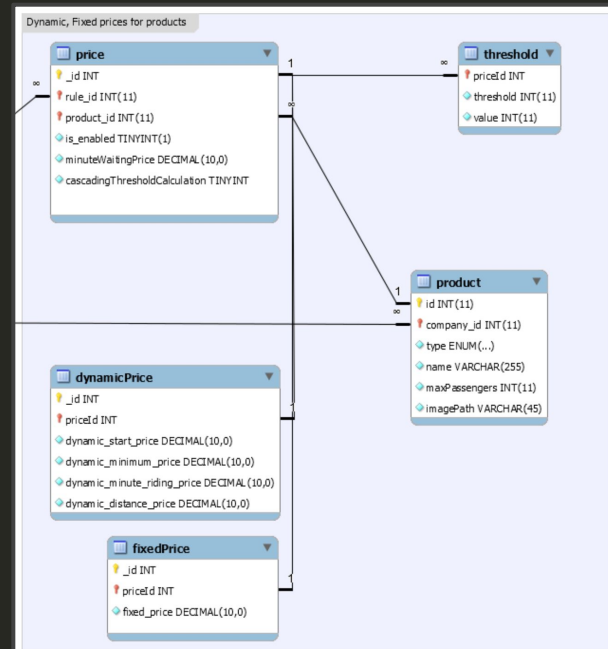 Dynamic, Fixed prices for products
price
_id INT
rule_id INT(11)
product_id INT(11)
is_enabled TINYINT(1)
minuteWaitingPrice DECIMAL(10,0)
cascadingThresholdCalculation TINYINT
1
∞
∞
∞
threshold
priceId INT
threshold INT(11)
value INT(11)
1
∞
product
id INT(11)
company_id INT(11)
type ENUM(...)
name VARCHAR(255)
maxPassengers INT(11)
imagePath VARCHAR(45)
dynamicPrice
_id INT
priceId INT
dynamic_start_price DECIMAL(10,0)
dynamic_minimum_price DECIMAL(10,0)
dynamic_minute_riding_price DECIMAL(10,0)
dynamic_distance_price DECIMAL(10,0)
1
fixedPrice
_id INT
priceId INT
fixed_price DECIMAL(10,0)
1